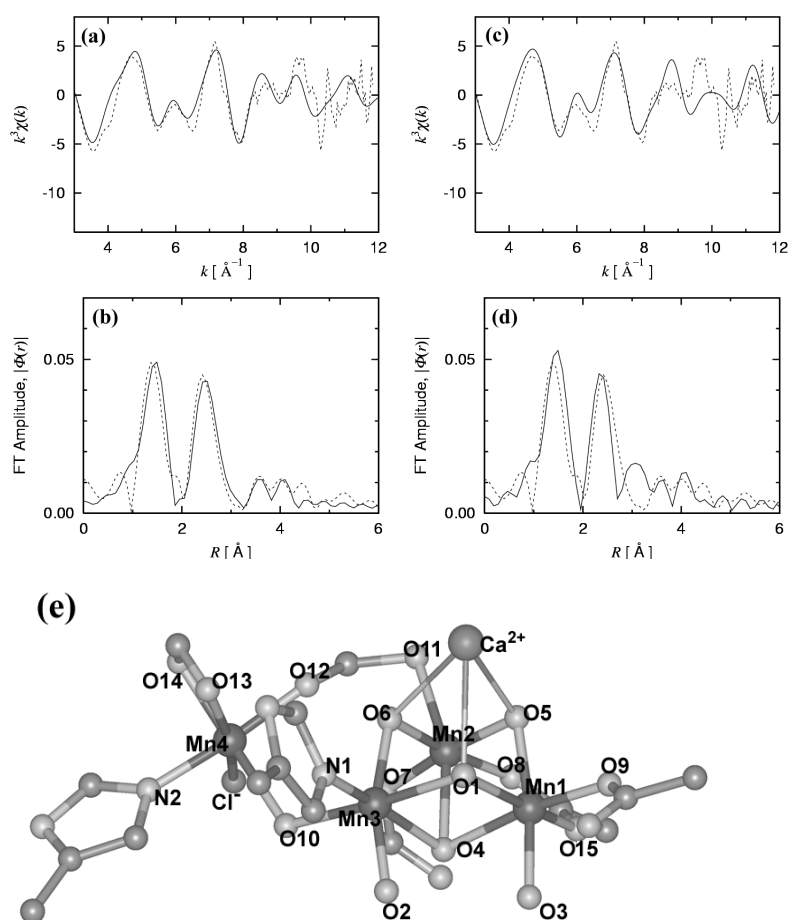 (a)
5
0
-5
-10
k³χ(k)
4 6 8 10 12
k [ Å⁻¹ ]
(c)
5
0
-5
-10
k³χ(k)
4 6 8 10 12
k [ Å⁻¹ ]
(b)
0.05
0.00
FT Amplitude, |Φ(r)|
0 2 4 6
R [ Å ]
(d)
0.05
0.00
FT Amplitude, |Φ(r)|
0 2 4 6
R [ Å ]
(e)
O11 Ca²⁺
O14 O13 O12
O6 O5
Mn4 Mn2
N2 Cl⁻ N1 O7 O8 O9
O1 Mn1
Mn3
O10 O4 O15
O2 O3